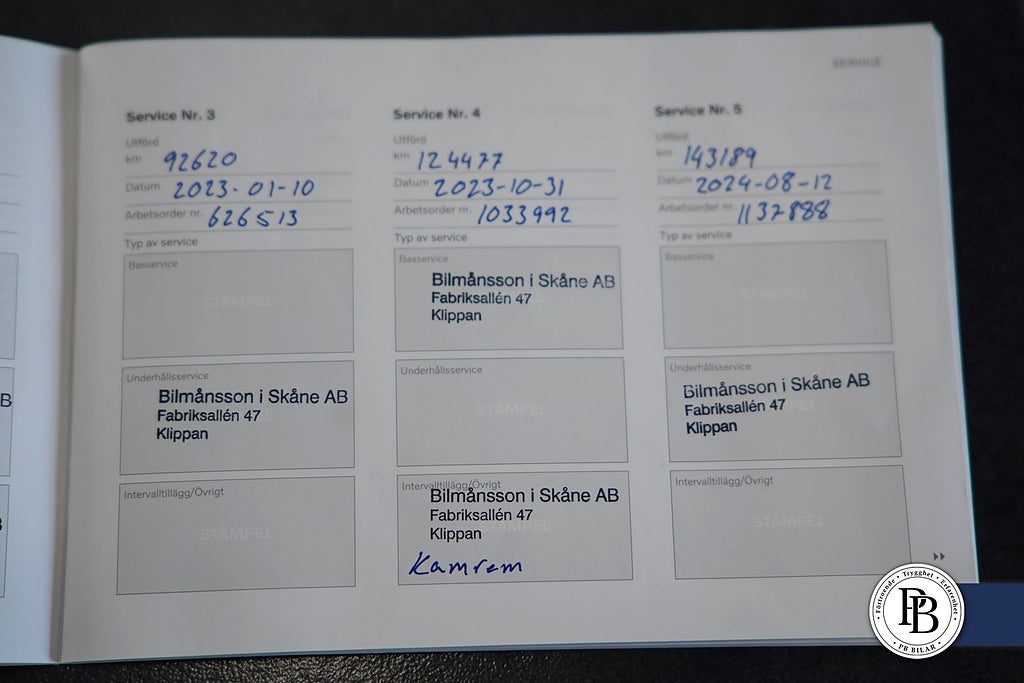 SERVICE
Service Nr. 3
Utförd
km 92620
Datum 2023-01-10
Arbetsorder nr. 626513
Typ av service
Basservice
STÄMPEL
Underhållsservice
Bilmånsson i Skåne AB
Fabriksallén 47
Klippan
Intervalltillägg/Övrigt
STÄMPEL
Service Nr. 4
Utförd
km 124477
Datum 2023-10-31
Arbetsorder nr. 1033992
Typ av service
Basservice
Bilmånsson i Skåne AB
Fabriksallén 47
Klippan
Underhållsservice
STÄMPEL
Intervalltillägg/Övrigt
Bilmånsson i Skåne AB
Fabriksallén 47
STÄMPEL
Klippan
Kamrem
Service Nr. 5
Utförd
km 143189
Datum 2024-08-12
Arbetsorder nr. 1137888
Typ av service
Basservice
STÄMPEL
Underhållsservice
Bilmånsson i Skåne AB
Fabriksallén 47
Klippan
Intervalltillägg/Övrigt
STÄMPEL
B
Förtroende • Trygghet • Erfarenhet
PB
PB BILAR